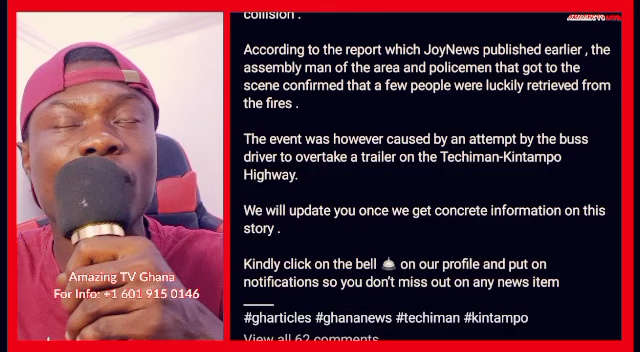 collision .
According to the report which JoyNews published earlier , the
assembly man of the area and policemen that got to the
scene confirmed that a few people were luckily retrieved from
the fires .
The event was however caused by an attempt by the buss
driver to overtake a trailer on the Techiman-Kintampo
Highway.
We will update you once we get concrete information on this
story .
Kindly click on the bell 🛎 on our profile and put on
notifications so you don't miss out on any news item
#gharticles #ghananews #techiman #kintampo
View all 62 comments
Amazing TV Ghana
For Info: +1 601 915 0146